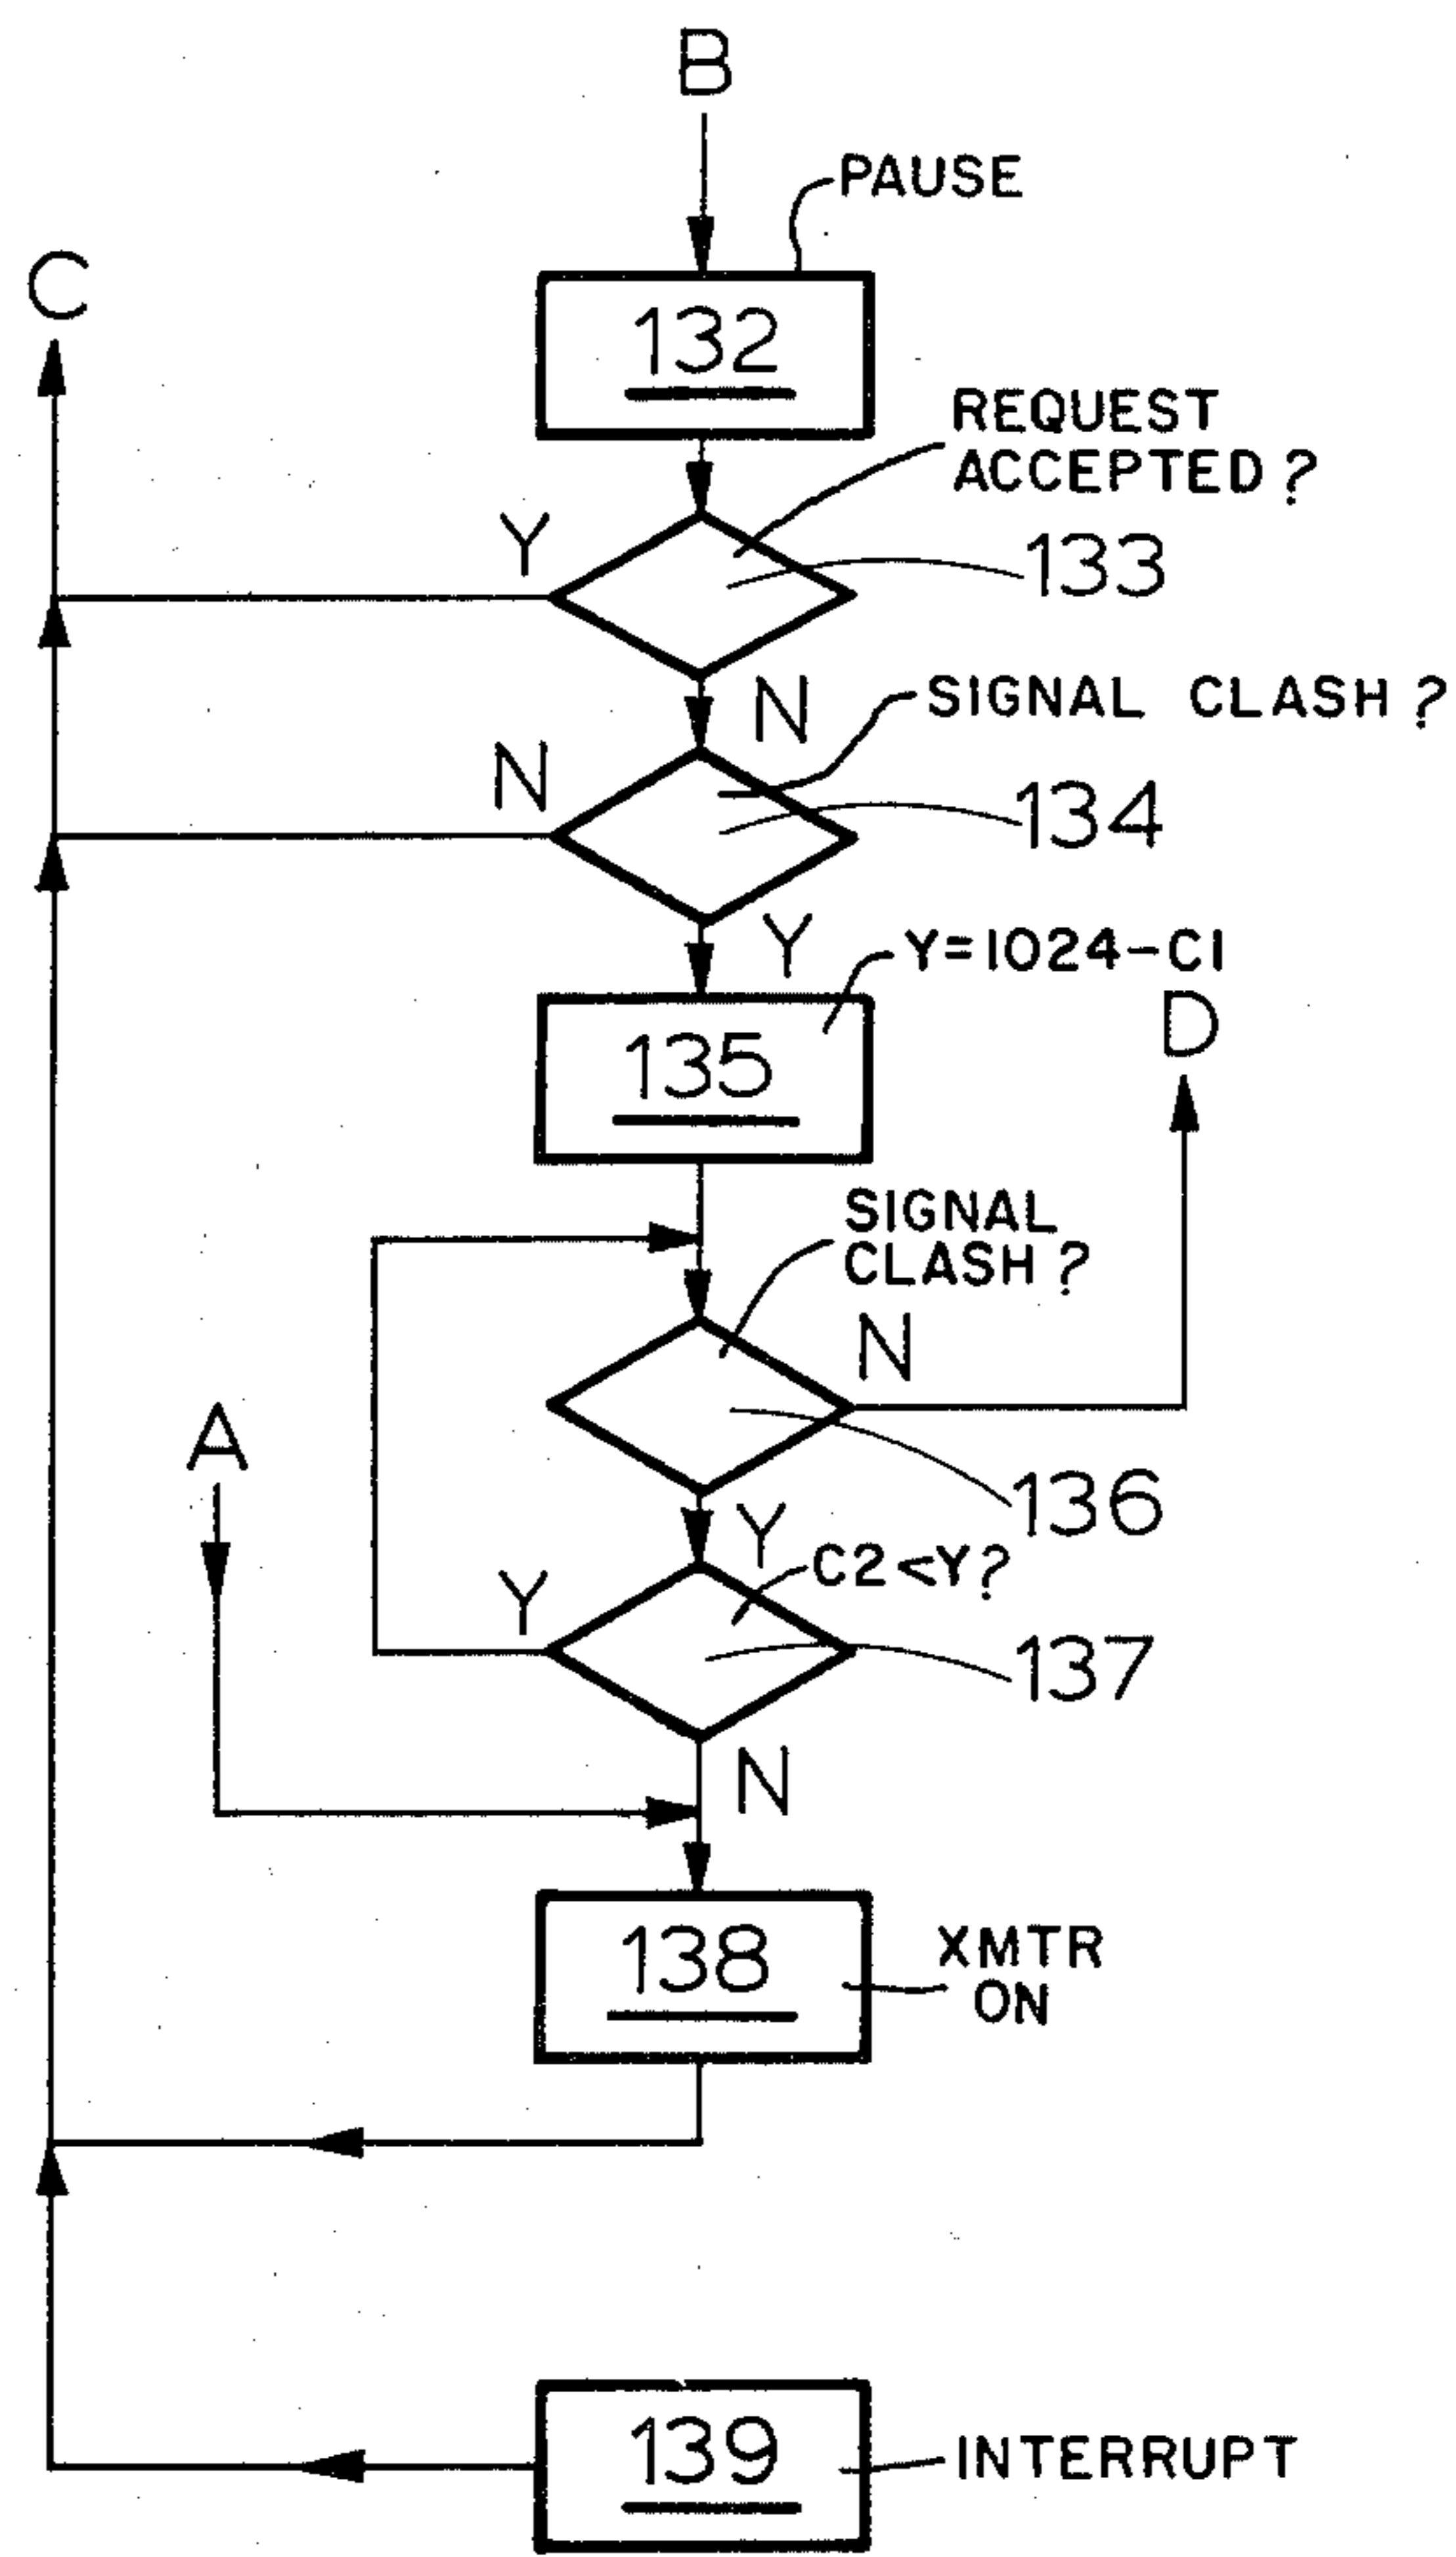 B
PAUSE
C
132
REQUEST
ACCEPTED?
Y
133
N
SIGNAL CLASH?
N
134
Y
Y=1024-C1
D
135
SIGNAL
CLASH?
N
A
136
Y
C2<Y?
Y
137
N
138
XMTR
ON
139
INTERRUPT